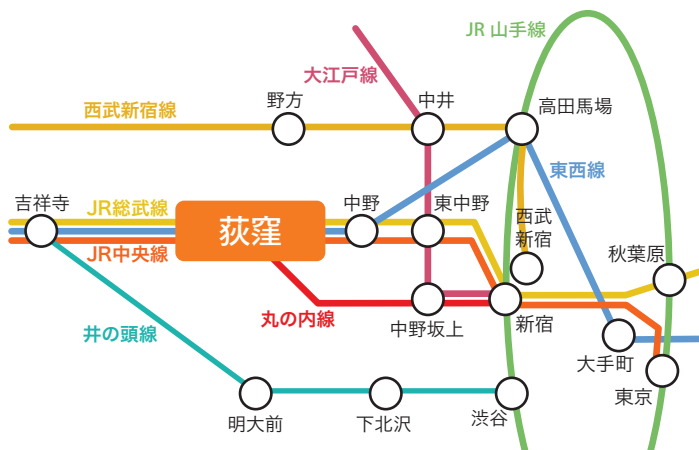 JR 山手線
大江戸線
西武新宿線
野方
中井
高田馬場
東西線
吉祥寺
JR総武線
荻窪
中野
東中野
西武
新宿
JR中央線
秋葉原
丸の内線
中野坂上
新宿
井の頭線
大手町
東京
明大前
下北沢
渋谷